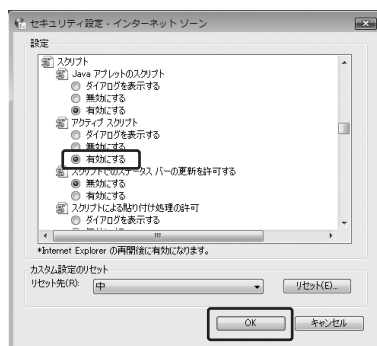 セキュリティ設定 - インターネット ゾーン
設定
スクリプト
Java アプレットのスクリプト
ダイアログを表示する
無効にする
有効にする
アクティブ スクリプト
ダイアログを表示する
無効にする
有効にする
スクリプトでのステータス バーの更新を許可する
無効にする
有効にする
スクリプトによる貼り付け処理の許可
ダイアログを表示する
*Internet Explorer の再開後に有効になります。
カスタム設定のリセット
リセット先(R): 中 リセット(E)...
OK キャンセル